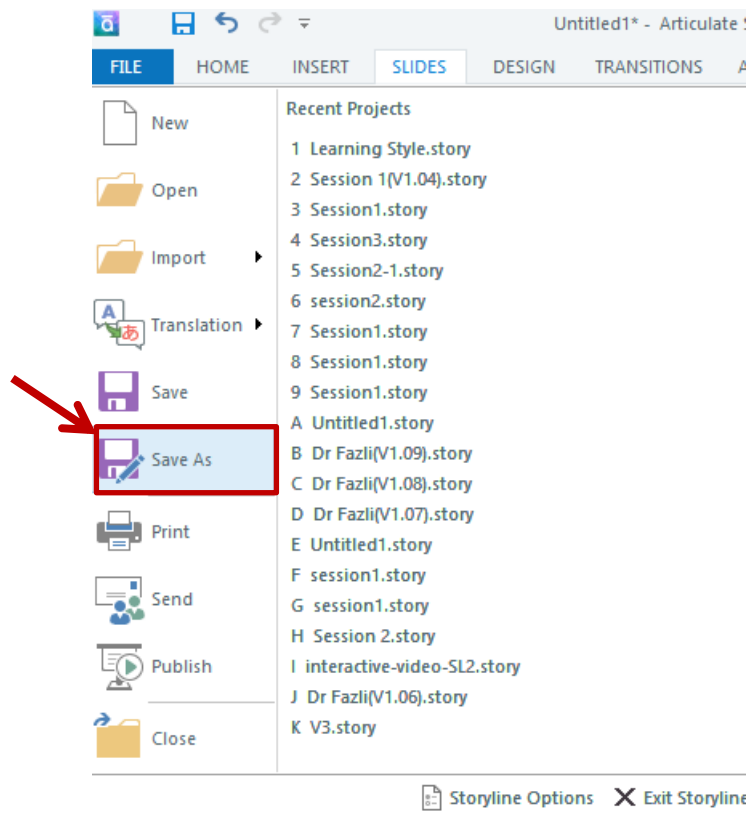 Untitled1* - Articulate S
FILE HOME INSERT SLIDES DESIGN TRANSITIONS A
New
Open
Import
Translation
Save
Save As
Print
Send
Publish
Close
Recent Projects
1 Learning Style.story
2 Session 1(V1.04).story
3 Session1.story
4 Session3.story
5 Session2-1.story
6 session2.story
7 Session1.story
8 Session1.story
9 Session1.story
A Untitled1.story
B Dr Fazli(V1.09).story
C Dr Fazli(V1.08).story
D Dr Fazli(V1.07).story
E Untitled1.story
F session1.story
G session1.story
H Session 2.story
I interactive-video-SL2.story
J Dr Fazli(V1.06).story
K V3.story
Storyline Options Exit Storyline